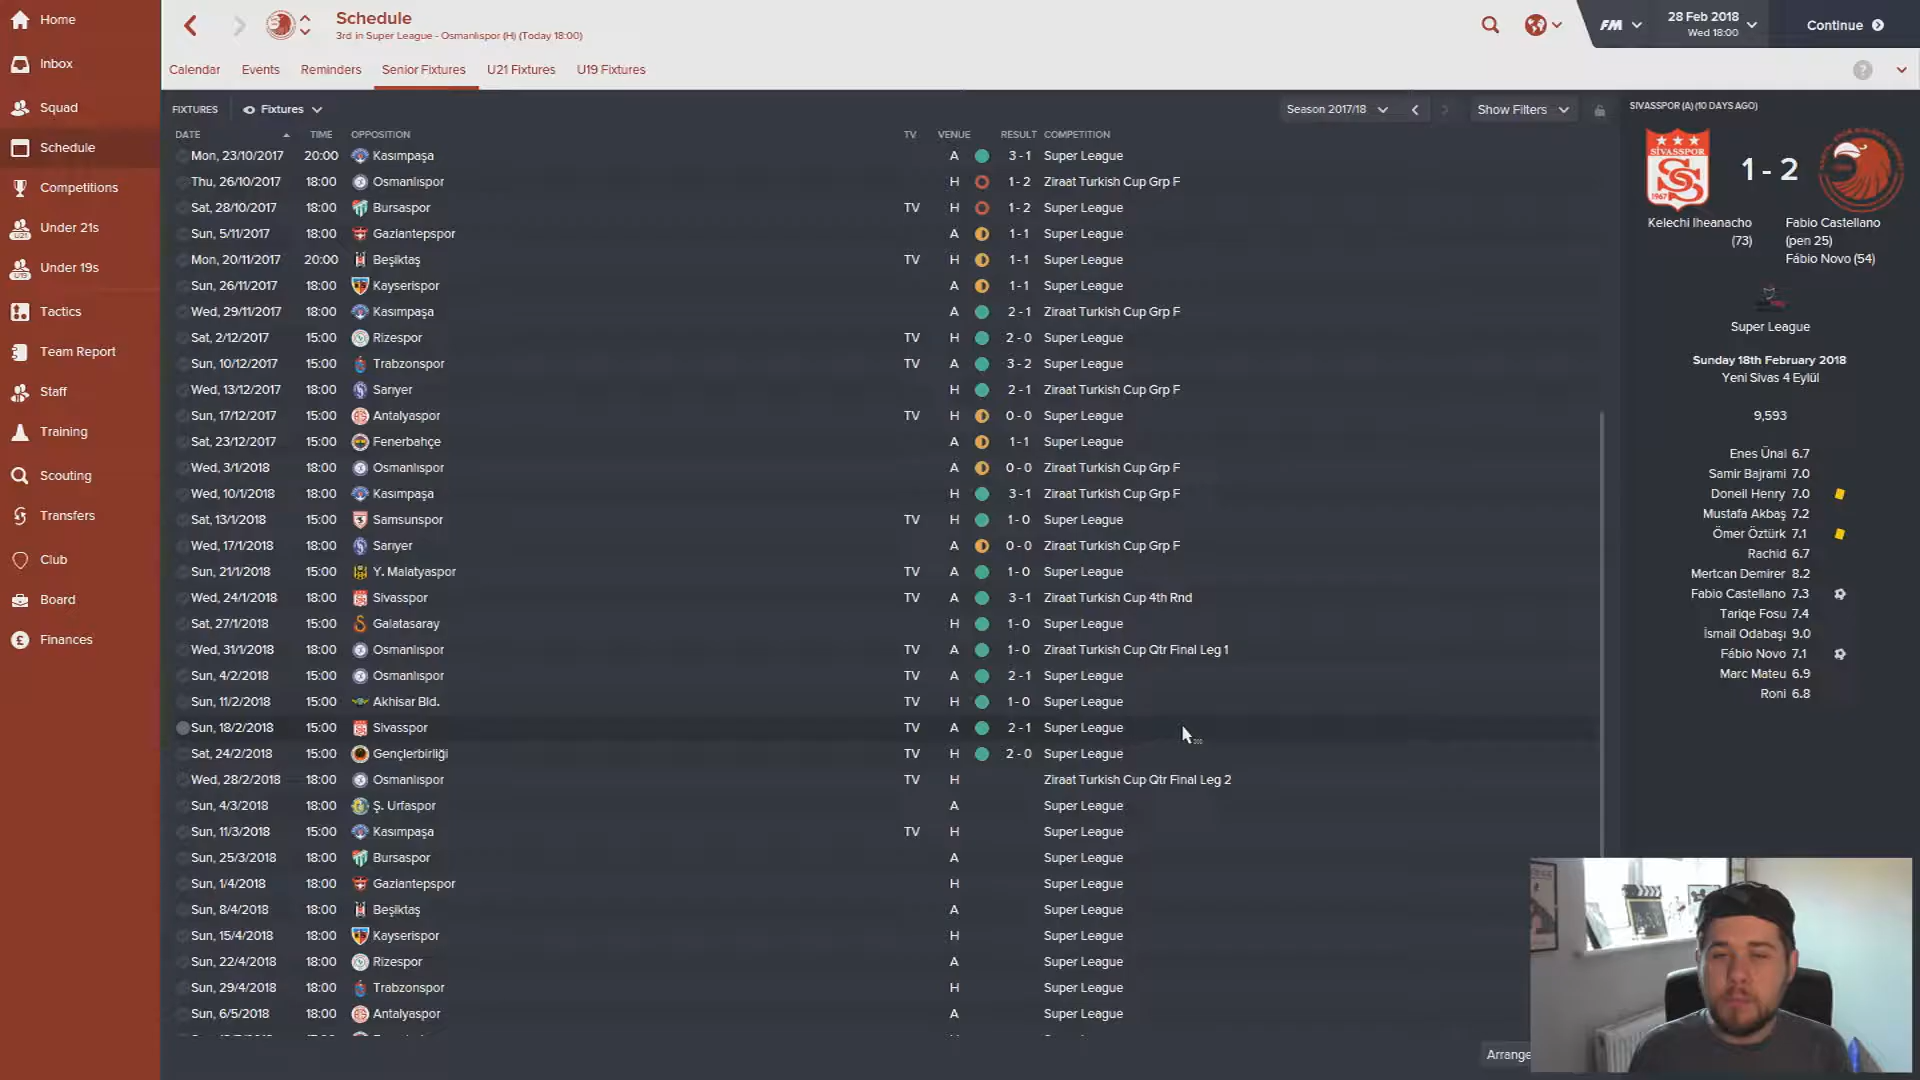 Home
Inbox
Squad
Schedule
Competitions
Under 21s
Under 19s
Tactics
Team Report
Staff
Training
Scouting
Transfers
Club
Board
Finances
Schedule
3rd in Super League - Osmanlıspor (H) (Today 18:00)
FM
28 Feb 2018
Wed 18:00
Continue
Calendar Events Reminders Senior Fixtures U21 Fixtures U19 Fixtures
?
FIXTURES Fixtures Season 2017/18 Show Filters
DATE TIME OPPOSITION TV VENUE RESULT COMPETITION
Mon, 23/10/2017 20:00 Kasımpaşa A 3 - 1 Super League
Thu, 26/10/2017 18:00 Osmanlıspor H 1 - 2 Ziraat Turkish Cup Grp F
Sat, 28/10/2017 18:00 Bursaspor TV H 1 - 2 Super League
Sun, 5/11/2017 18:00 Gaziantepspor A 1 - 1 Super League
Mon, 20/11/2017 20:00 Beşiktaş TV H 1 - 1 Super League
Sun, 26/11/2017 18:00 Kayserispor A 1 - 1 Super League
Wed, 29/11/2017 18:00 Kasımpaşa A 2 - 1 Ziraat Turkish Cup Grp F
Sat, 2/12/2017 15:00 Rizespor TV H 2 - 0 Super League
Sun, 10/12/2017 15:00 Trabzonspor TV A 3 - 2 Super League
Wed, 13/12/2017 18:00 Sarıyer H 2 - 1 Ziraat Turkish Cup Grp F
Sun, 17/12/2017 15:00 Antalyaspor TV H 0 - 0 Super League
Sat, 23/12/2017 15:00 Fenerbahçe A 1 - 1 Super League
Wed, 3/1/2018 18:00 Osmanlıspor A 0 - 0 Ziraat Turkish Cup Grp F
Wed, 10/1/2018 18:00 Kasımpaşa H 3 - 1 Ziraat Turkish Cup Grp F
Sat, 13/1/2018 15:00 Samsunspor TV H 1 - 0 Super League
Wed, 17/1/2018 18:00 Sarıyer A 0 - 0 Ziraat Turkish Cup Grp F
Sun, 21/1/2018 15:00 Y. Malatyaspor TV A 1 - 0 Super League
Wed, 24/1/2018 18:00 Sivasspor TV A 3 - 1 Ziraat Turkish Cup 4th Rnd
Sat, 27/1/2018 15:00 Galatasaray H 1 - 0 Super League
Wed, 31/1/2018 18:00 Osmanlıspor TV A 1 - 0 Ziraat Turkish Cup Qtr Final Leg 1
Sun, 4/2/2018 15:00 Osmanlıspor TV A 2 - 1 Super League
Sun, 11/2/2018 15:00 Akhisar Bld. TV H 1 - 0 Super League
Sun, 18/2/2018 15:00 Sivasspor TV A 2 - 1 Super League
Sat, 24/2/2018 15:00 Gençlerbirliği TV H 2 - 0 Super League
Wed, 28/2/2018 18:00 Osmanlıspor TV H Ziraat Turkish Cup Qtr Final Leg 2
Sun, 4/3/2018 18:00 Ş. Urfaspor A Super League
Sun, 11/3/2018 15:00 Kasımpaşa TV H Super League
Sun, 25/3/2018 18:00 Bursaspor A Super League
Sun, 1/4/2018 18:00 Gaziantepspor H Super League
Sun, 8/4/2018 18:00 Beşiktaş A Super League
Sun, 15/4/2018 18:00 Kayserispor H Super League
Sun, 22/4/2018 18:00 Rizespor A Super League
Sun, 29/4/2018 18:00 Trabzonspor H Super League
Sun, 6/5/2018 18:00 Antalyaspor A Super League
Arrange
SIVASSPOR (A) (10 DAYS AGO)
SİVASSPOR
1967
1 - 2
Kelechi Iheanacho
(73)
Fabio Castellano
(pen 25)
Fábio Novo (54)
Super League
Sunday 18th February 2018
Yeni Sivas 4 Eylül
9,593
Enes Ünal 6.7
Samir Bajrami 7.0
Doneil Henry 7.0
Mustafa Akbaş 7.2
Ömer Öztürk 7.1
Rachid 6.7
Mertcan Demirer 8.2
Fabio Castellano 7.3
Tariqe Fosu 7.4
İsmail Odabaşı 9.0
Fábio Novo 7.1
Marc Mateu 6.9
Roni 6.8